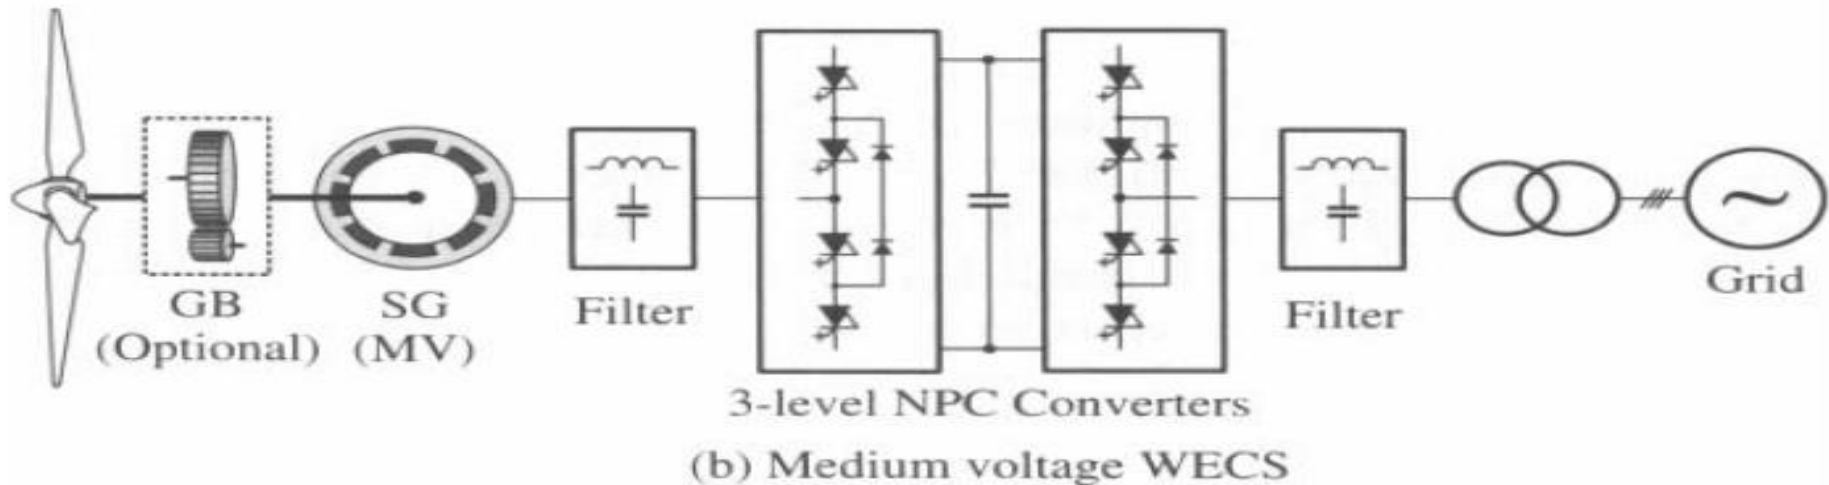 GB
(Optional)
SG
(MV)
Filter
3-level NPC Converters
Filter
Grid
(b) Medium voltage WECS